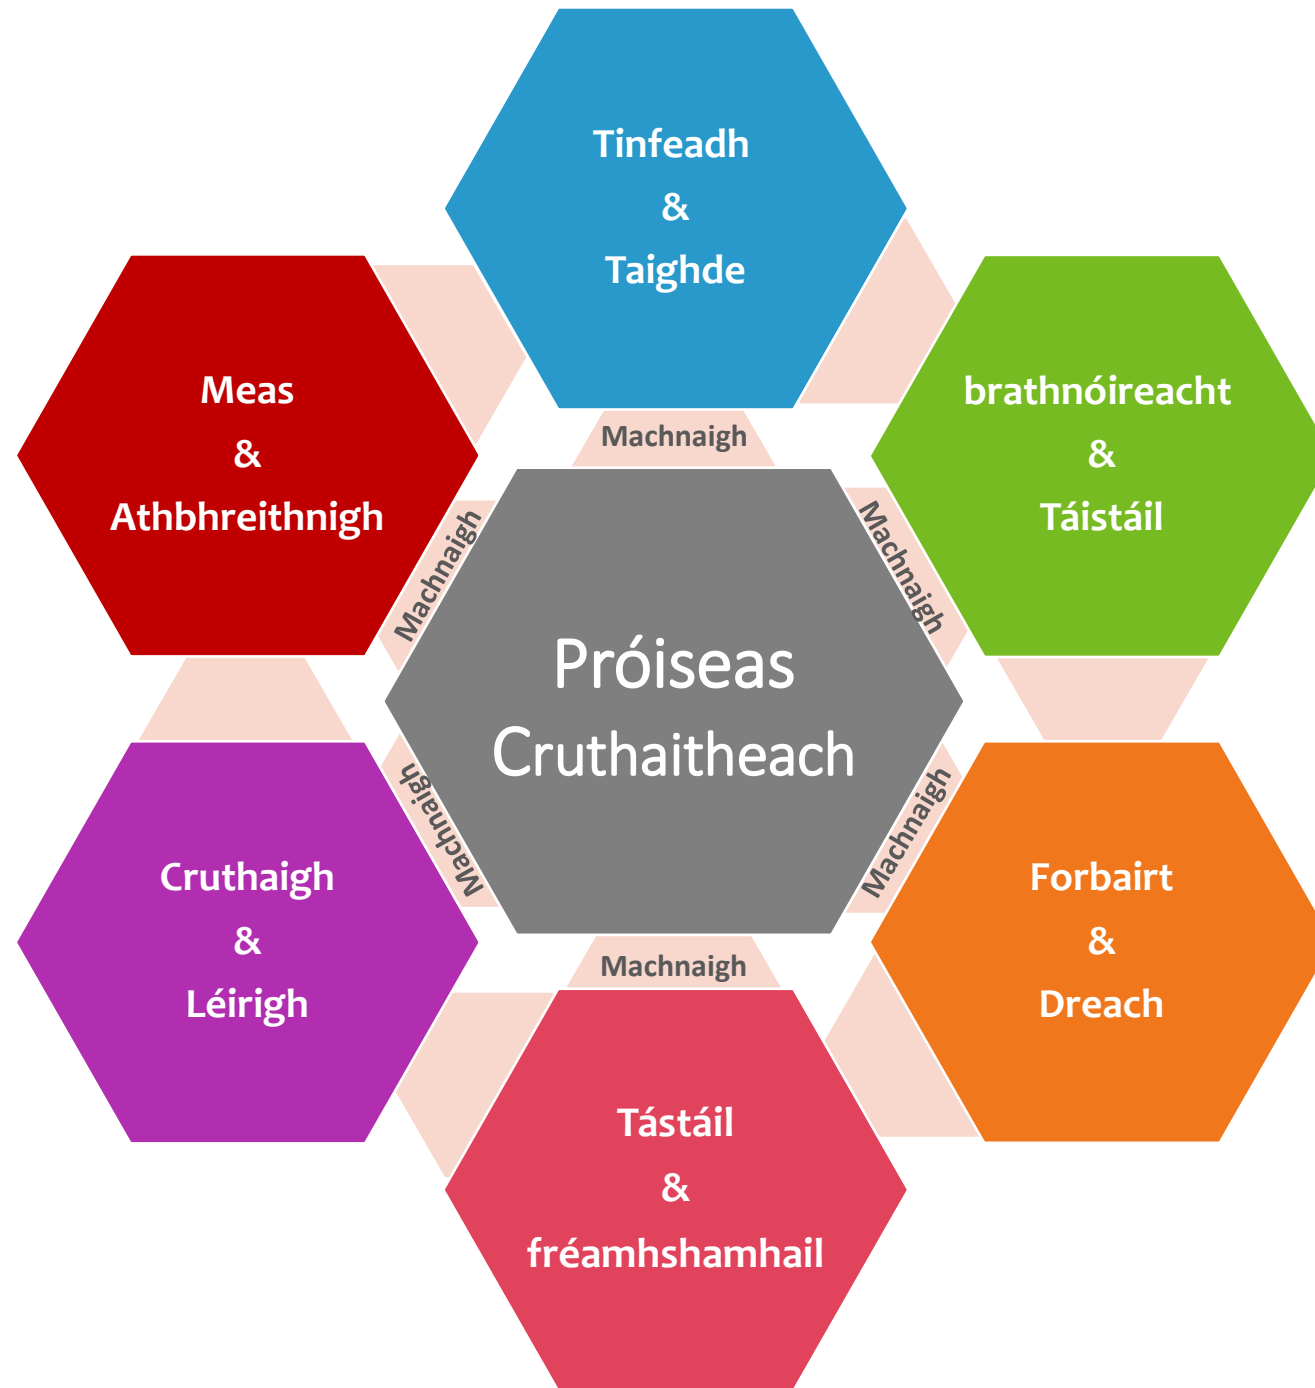 Tinfeadh
&
Taighde
Machnaigh
brathnóireacht
&
Táistáil
Machnaigh
Forbairt
&
Dreach
Machnaigh
Tástáil
&
fréamhshamhail
Machnaigh
Cruthaigh
&
Léirigh
Machnaigh
Meas
&
Athbhreithnigh
Machnaigh
Próiseas
Cruthaitheach